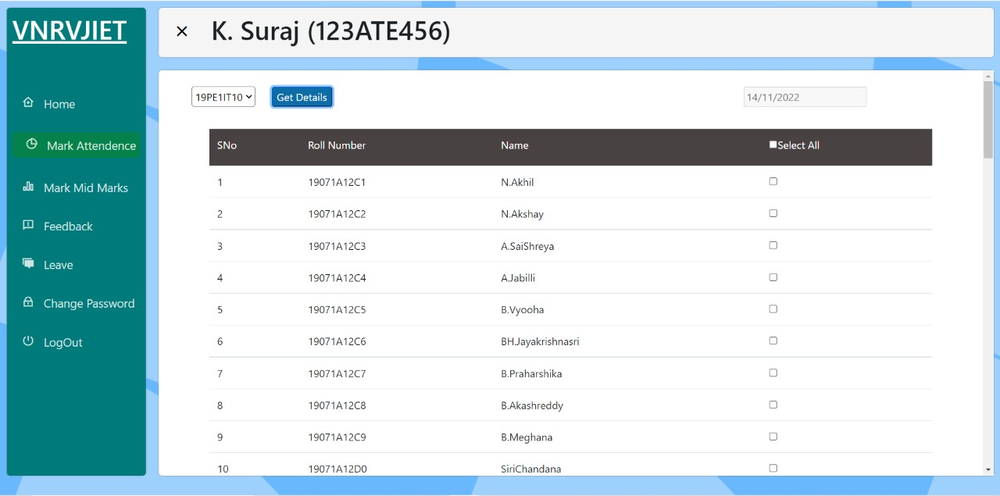 VNRVJIET
K. Suraj (123ATE456)
Home
Mark Attendence
Mark Mid Marks
Feedback
Leave
Change Password
LogOut
19PE1IT10 Get Details 14/11/2022
SNo Roll Number Name Select All
1 19071A12C1 N.Akhil
2 19071A12C2 N.Akshay
3 19071A12C3 A.SaiShreya
4 19071A12C4 A.Jabilli
5 19071A12C5 B.Vyooha
6 19071A12C6 BH.Jayakrishnasri
7 19071A12C7 B.Praharshika
8 19071A12C8 B.Akashreddy
9 19071A12C9 B.Meghana
10 19071A12D0 SiriChandana